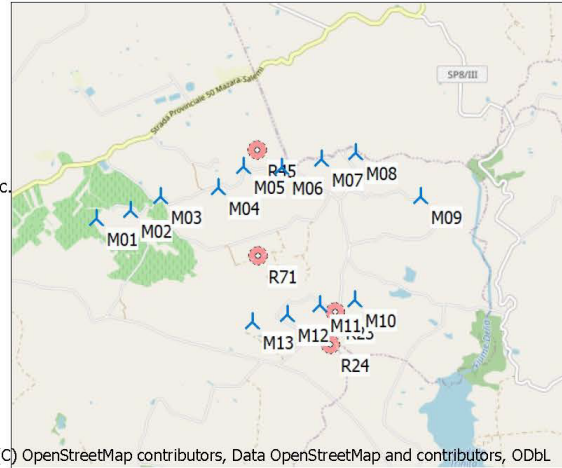 SP8/III
Strada Provinciale 50 Mazara-Salemi
c.
R45
M08
M07
M06
M05
M04
M03
M02
M01
M09
R71
M10
M11
M12
M13
R24
C) OpenStreetMap contributors, Data OpenStreetMap and contributors, ODbL